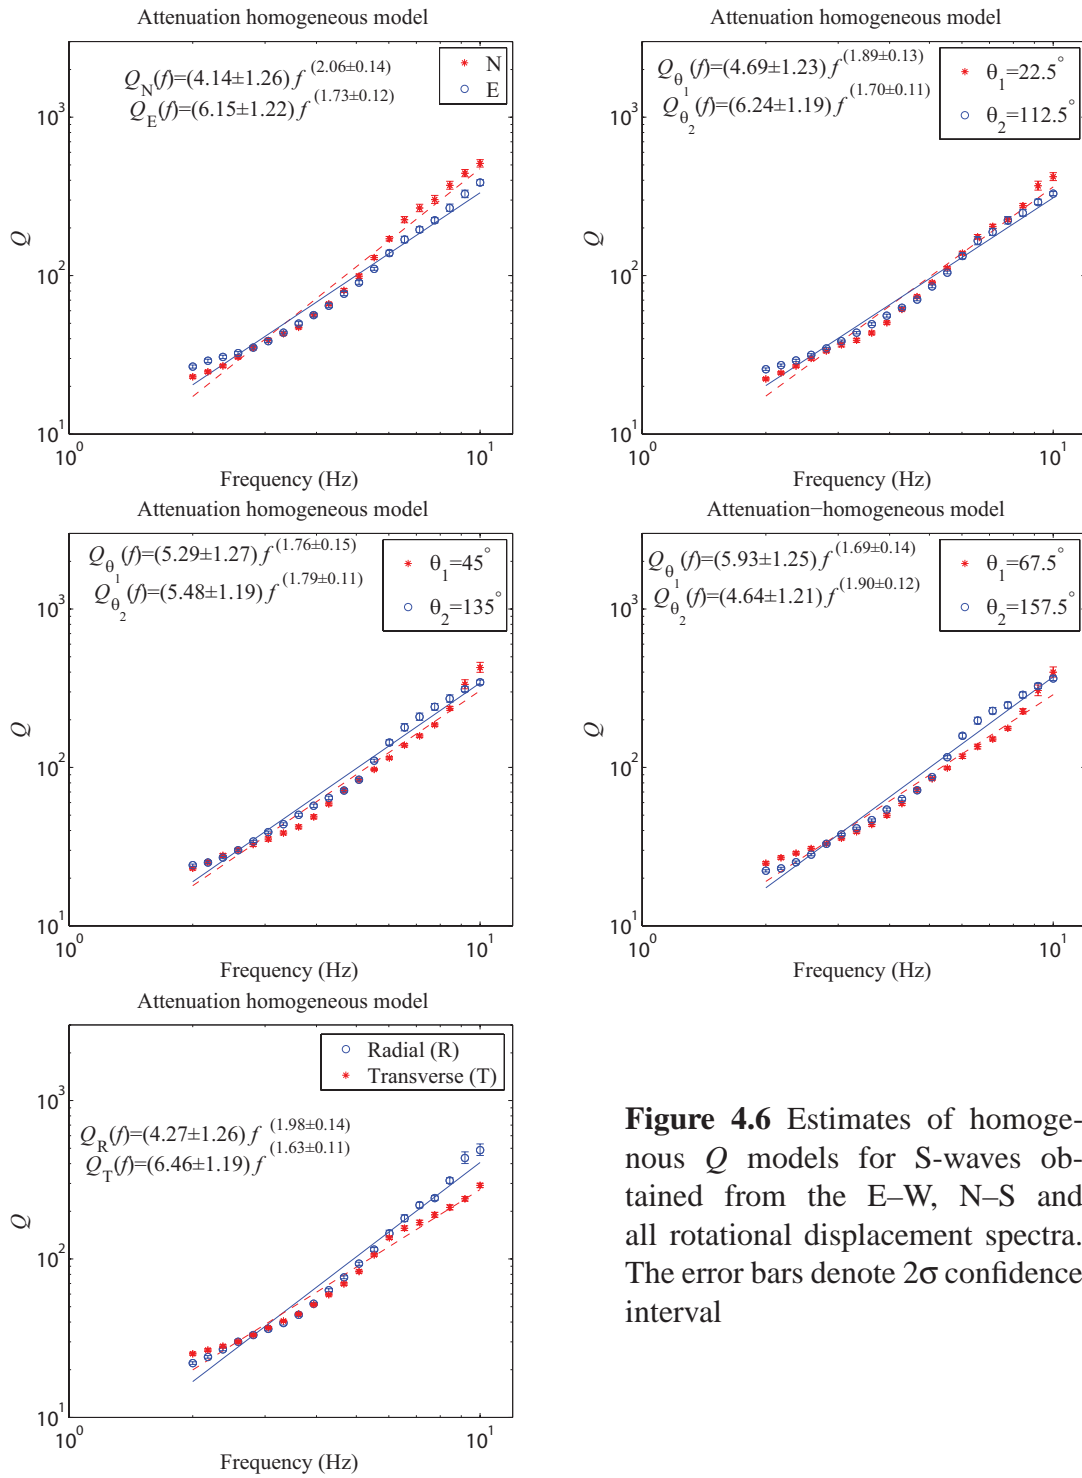 Attenuation homogeneous model
Q_N(f)=(4.14±1.26) f^(2.06±0.14)
Q_E(f)=(6.15±1.22) f^(1.73±0.12)
N
E
10^3
10^2
10^1
Q
10^0
10^1
Frequency (Hz)
Attenuation homogeneous model
Q_θ_1(f)=(4.69±1.23) f^(1.89±0.13)
Q_θ_2(f)=(6.24±1.19) f^(1.70±0.11)
θ_1=22.5°
θ_2=112.5°
10^3
10^2
10^1
Q
10^0
10^1
Frequency (Hz)
Attenuation homogeneous model
Q_θ_1(f)=(5.29±1.27) f^(1.76±0.15)
Q_θ_2(f)=(5.48±1.19) f^(1.79±0.11)
θ_1=45°
θ_2=135°
10^3
10^2
10^1
Q
10^0
10^1
Frequency (Hz)
Attenuation−homogeneous model
Q_θ_1(f)=(5.93±1.25) f^(1.69±0.14)
Q_θ_2(f)=(4.64±1.21) f^(1.90±0.12)
θ_1=67.5°
θ_2=157.5°
10^3
10^2
10^1
Q
10^0
10^1
Frequency (Hz)
Attenuation homogeneous model
Radial (R)
Transverse (T)
Q_R(f)=(4.27±1.26) f^(1.98±0.14)
Q_T(f)=(6.46±1.19) f^(1.63±0.11)
10^3
10^2
10^1
Q
10^0
10^1
Frequency (Hz)
Figure 4.6 Estimates of homoge-
nous Q models for S-waves ob-
tained from the E–W, N–S and
all rotational displacement spectra.
The error bars denote 2σ confidence
interval